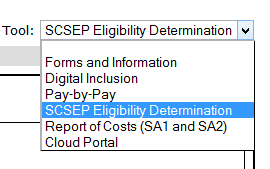 Tool: SCSEP Eligibility Determination
Forms and Information
Digital Inclusion
Pay-by-Pay
SCSEP Eligibility Determination
Report of Costs (SA1 and SA2)
Cloud Portal